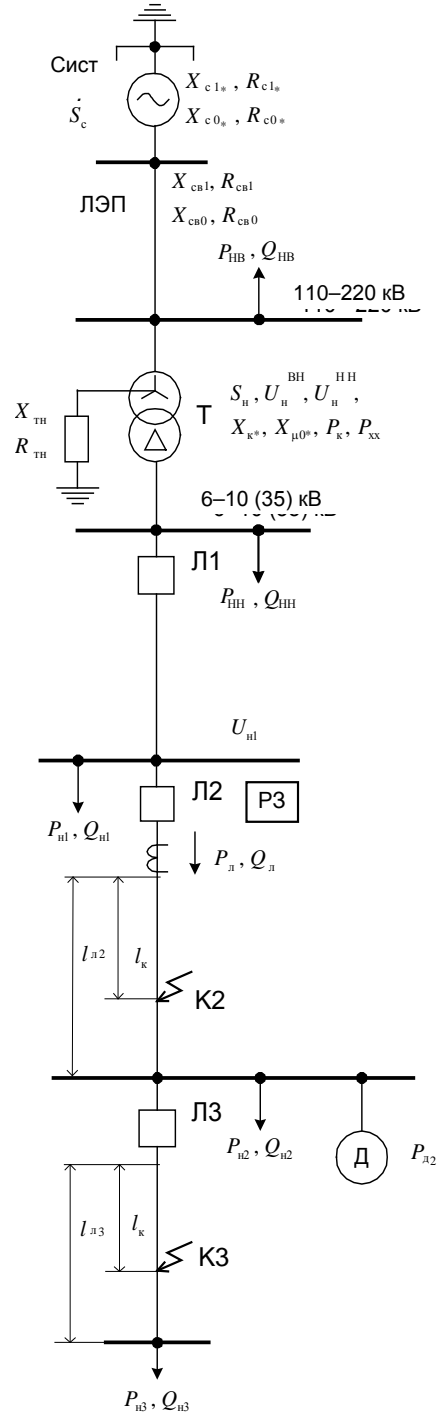 Сист
X с1* , R с1*
Ṡ с
X с0* , R с0*
X св1 , R св1
ЛЭП
X св0 , R св0
P НВ , Q НВ
110–220 кВ
Т
S н , U н ВН , U н НН ,
X тн
X к* , X μ0* , P к , P хх
R тн
6–10 (35) кВ
Л1
P НН , Q НН
U н1
Л2
РЗ
P н1 , Q н1
P л , Q л
l л2
l к
К2
Л3
P н2 , Q н2
Д
P д2
l л3
l к
К3
P н3 , Q н3